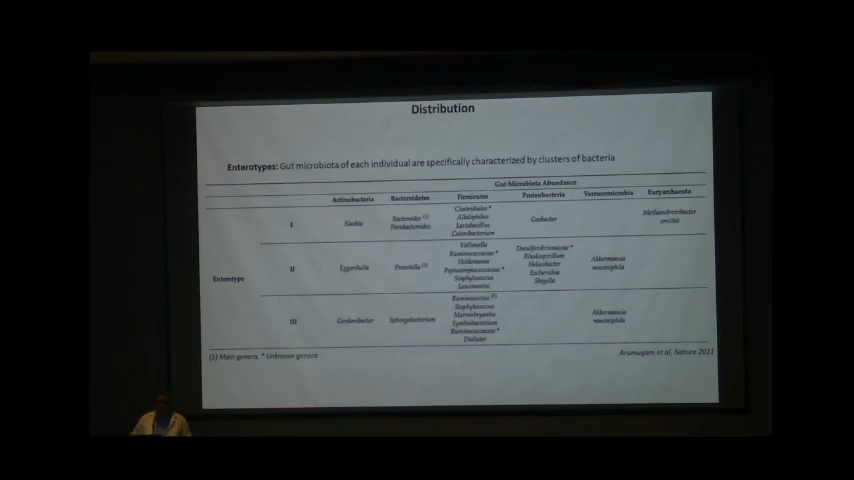 Distribution
Enterotypes: Gut microbiota of each individual are specifically characterized by clusters of bacteria
Gut Microbiota Abundance
Actinobacteria Bacteroidetes Firmicutes Proteobacteria Verrucomicrobia Euryarchaeota
Enterotype
I
Slackia
Bacteroides (1)
Parabacteroides
Clostridiales *
Alkaliphilus
Lactobacillus
Catenibacterium
Geobacter
Methanobrevibacter
smithii
II
Eggerthella
Prevotella (1)
Veillonella
Ruminococcaceae *
Holdemania
Peptostreptococcaceae *
Staphylococcus
Leuconostoc
Desulfovibrionaceae *
Rhodospirillum
Helicobacter
Escherichia
Shigella
Akkermansia
muciniphila
III
Gordonibacter
Sphingobacterium
Ruminococcus (1)
Staphylococcus
Marvinbryantia
Symbiobacterium
Ruminococcaceae *
Dialister
Akkermansia
muciniphila
(1) Main genera, * Unknown genera
Arumugam et al, Nature 2011